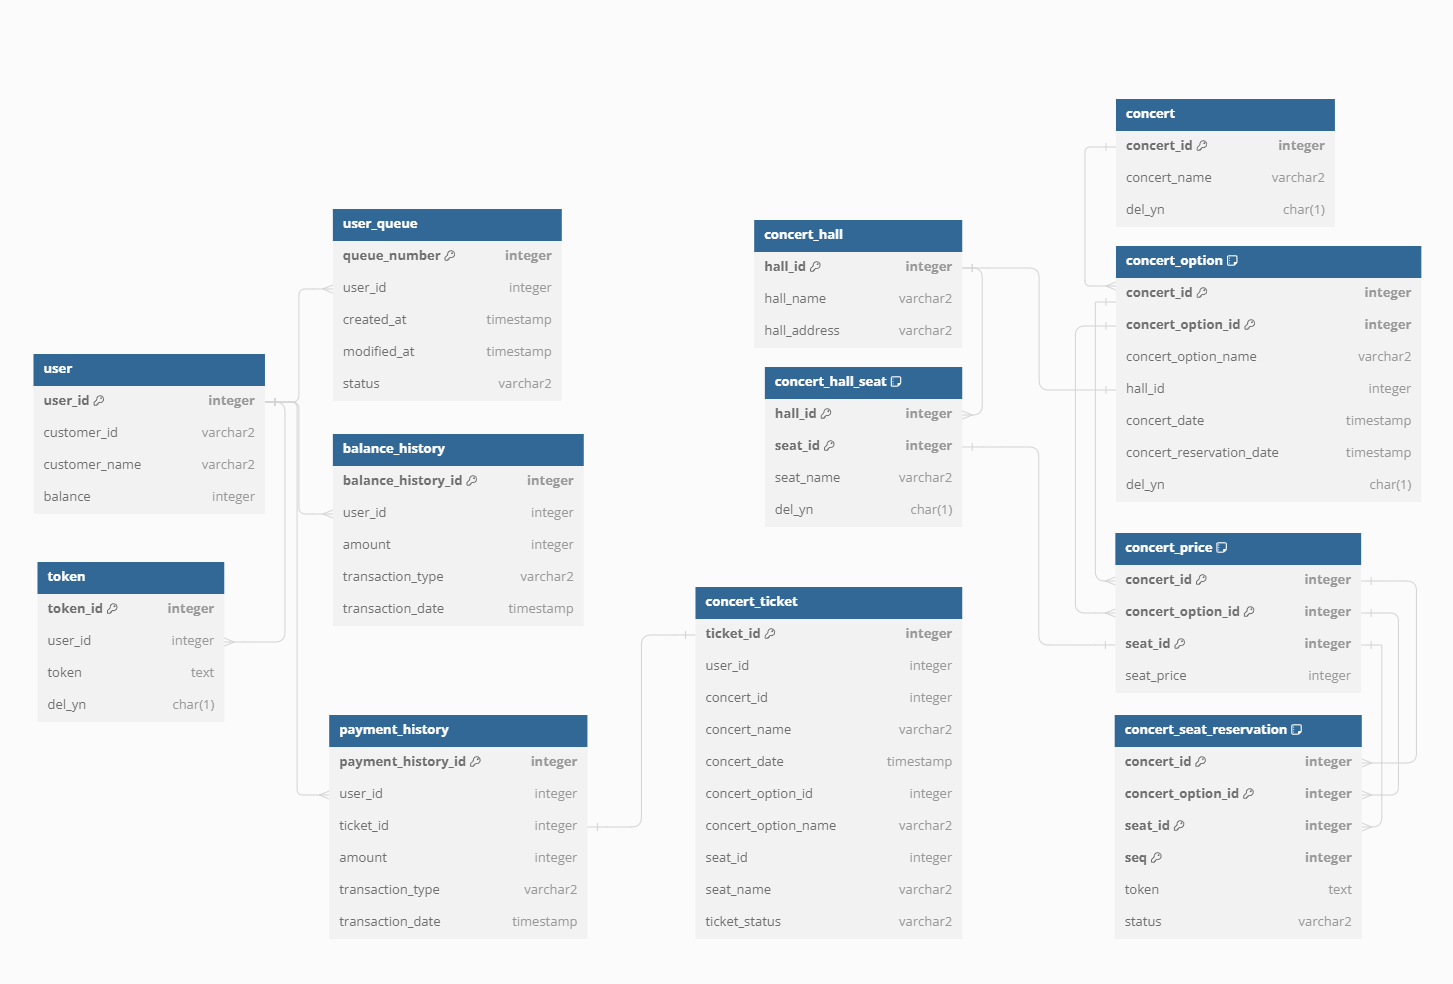 concert
concert_id integer
concert_name varchar2
del_yn char(1)
user_queue
queue_number integer
user_id integer
created_at timestamp
modified_at timestamp
status varchar2
concert_hall
hall_id integer
hall_name varchar2
hall_address varchar2
concert_option
concert_id integer
concert_option_id integer
concert_option_name varchar2
hall_id integer
concert_date timestamp
concert_reservation_date timestamp
del_yn char(1)
user
user_id integer
customer_id varchar2
customer_name varchar2
balance integer
concert_hall_seat
hall_id integer
seat_id integer
seat_name varchar2
del_yn char(1)
balance_history
balance_history_id integer
user_id integer
amount integer
transaction_type varchar2
transaction_date timestamp
token
token_id integer
user_id integer
token text
del_yn char(1)
concert_price
concert_id integer
concert_option_id integer
seat_id integer
seat_price integer
concert_ticket
ticket_id integer
user_id integer
concert_id integer
concert_name varchar2
concert_date timestamp
concert_option_id integer
concert_option_name varchar2
seat_id integer
seat_name varchar2
ticket_status varchar2
payment_history
payment_history_id integer
user_id integer
ticket_id integer
amount integer
transaction_type varchar2
transaction_date timestamp
concert_seat_reservation
concert_id integer
concert_option_id integer
seat_id integer
seq integer
token text
status varchar2